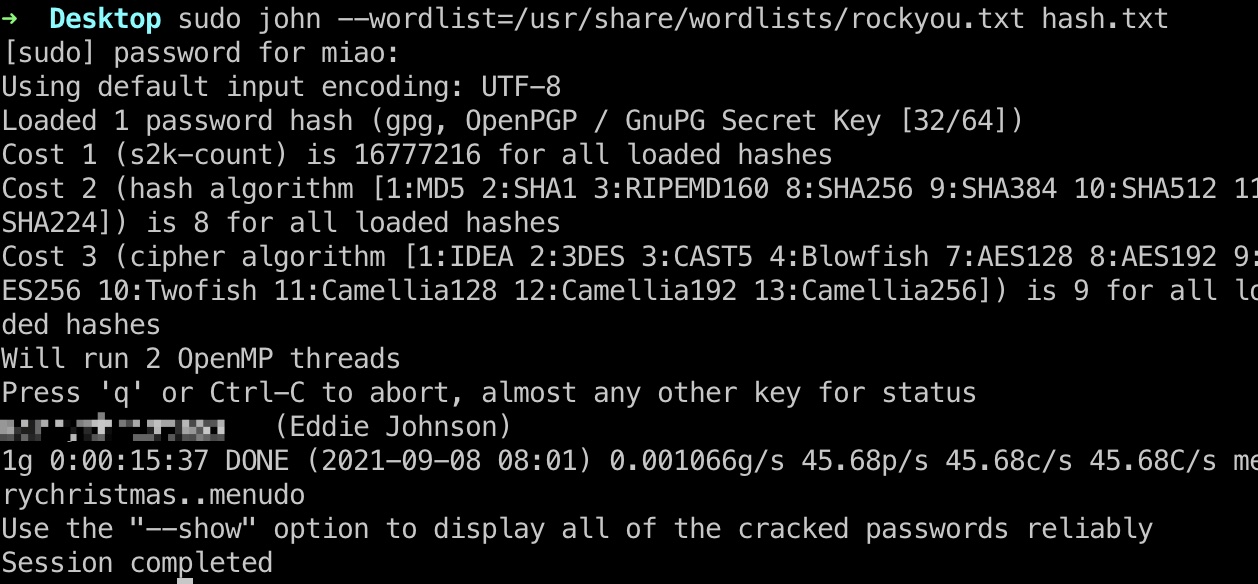 →  Desktop sudo john --wordlist=/usr/share/wordlists/rockyou.txt hash.txt
[sudo] password for miao:
Using default input encoding: UTF-8
Loaded 1 password hash (gpg, OpenPGP / GnuPG Secret Key [32/64])
Cost 1 (s2k-count) is 16777216 for all loaded hashes
Cost 2 (hash algorithm [1:MD5 2:SHA1 3:RIPEMD160 8:SHA256 9:SHA384 10:SHA512 11
SHA224]) is 8 for all loaded hashes
Cost 3 (cipher algorithm [1:IDEA 2:3DES 3:CAST5 4:Blowfish 7:AES128 8:AES192 9:
ES256 10:Twofish 11:Camellia128 12:Camellia192 13:Camellia256]) is 9 for all lo
ded hashes
Will run 2 OpenMP threads
Press 'q' or Ctrl-C to abort, almost any other key for status
(Eddie Johnson)
1g 0:00:15:37 DONE (2021-09-08 08:01) 0.001066g/s 45.68p/s 45.68c/s 45.68C/s me
rychristmas..menudo
Use the "--show" option to display all of the cracked passwords reliably
Session completed